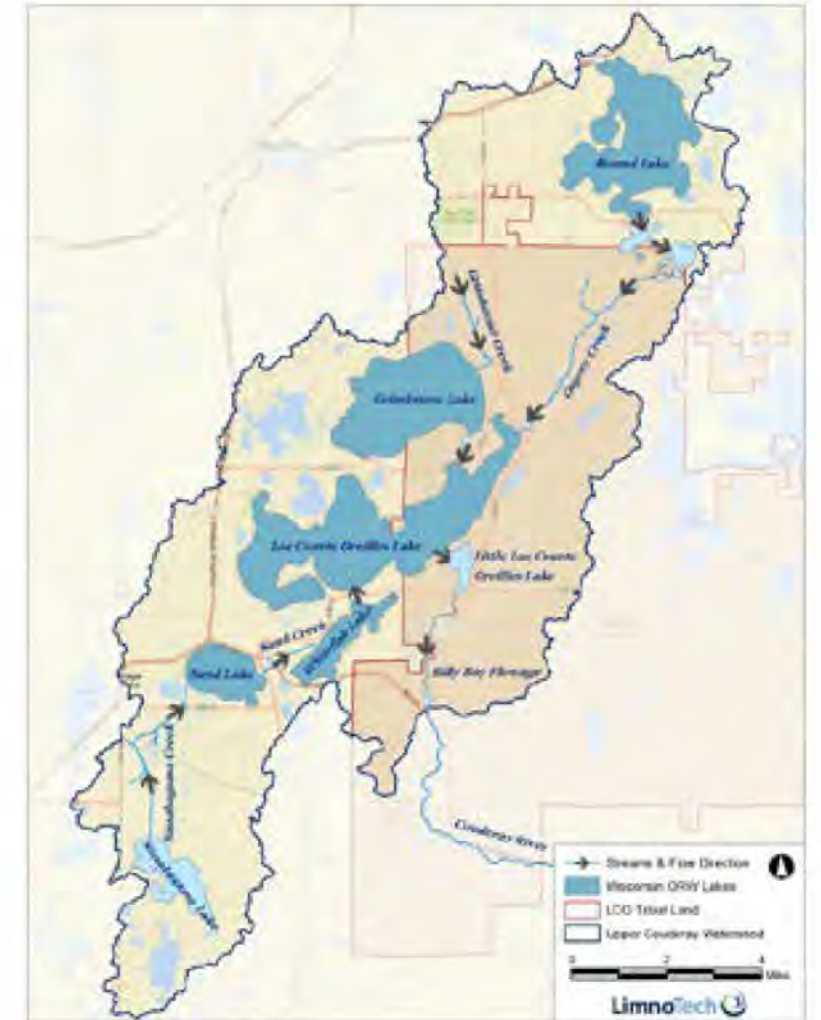 Round Lake
Grindstone Creek
Osprey Creek
Grindstone Lake
Lac Courte Oreilles Lake
Little Lac Courte
Oreilles Lake
Sand Creek
Whitefish Lake
Sand Lake
Billy Boy Flowage
Couderay River
Streams & Flow Direction
Wisconsin ORW Lakes
LCO Tribal Land
Upper Couderay Watershed
0 2 4
Miles
LimnoTech